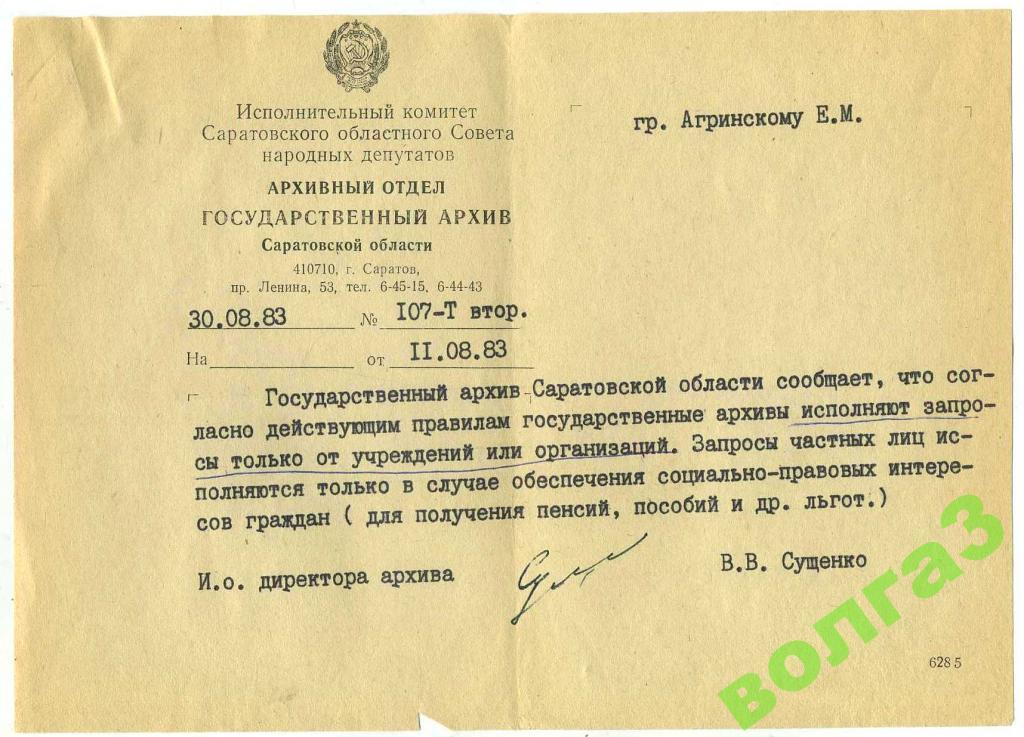 Исполнительный комитет
Саратовского областного Совета
народных депутатов
АРХИВНЫЙ ОТДЕЛ
ГОСУДАРСТВЕННЫЙ АРХИВ
Саратовской области
410710, г. Саратов,
пр. Ленина, 53, тел. 6-45-15, 6-44-43
30.08.83 № I07-Т втор.
На от II.08.83
гр. Агринскому Е.М.
Государственный архив Саратовской области сообщает, что сог-
ласно действующим правилам государственные архивы исполняют запро-
сы только от учреждений или организаций. Запросы частных лиц ис-
полняются только в случае обеспечения социально-правовых интере-
сов граждан ( для получения пенсий, пособий и др. льгот.)
И.о. директора архива
В.В. Сущенко
628 5
волга3